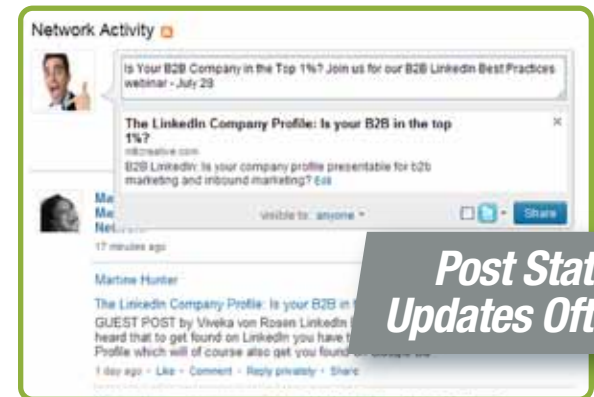 Network Activity
Is Your B2B Company in the Top 1%? Join us for our B2B LinkedIn Best Practices
webinar - July 29
The LinkedIn Company Profile: Is your B2B in the top
1%?
B2B LinkedIn: Is your company profile presentable for b2b
marketing and inbound marketing? Edit
visible to: anyone
Share
Ma
Ma
Net
17 minutes ago
Martine Hunter
The LinkedIn Company Profile: Is your B2B in
GUEST POST by Viveka von Rosen LinkedIn
heard that to get found on LinkedIn you have
Profile which will of course also get you found
1 day ago - Like - Comment - Reply privately - Share
Post Stat
Updates Oft